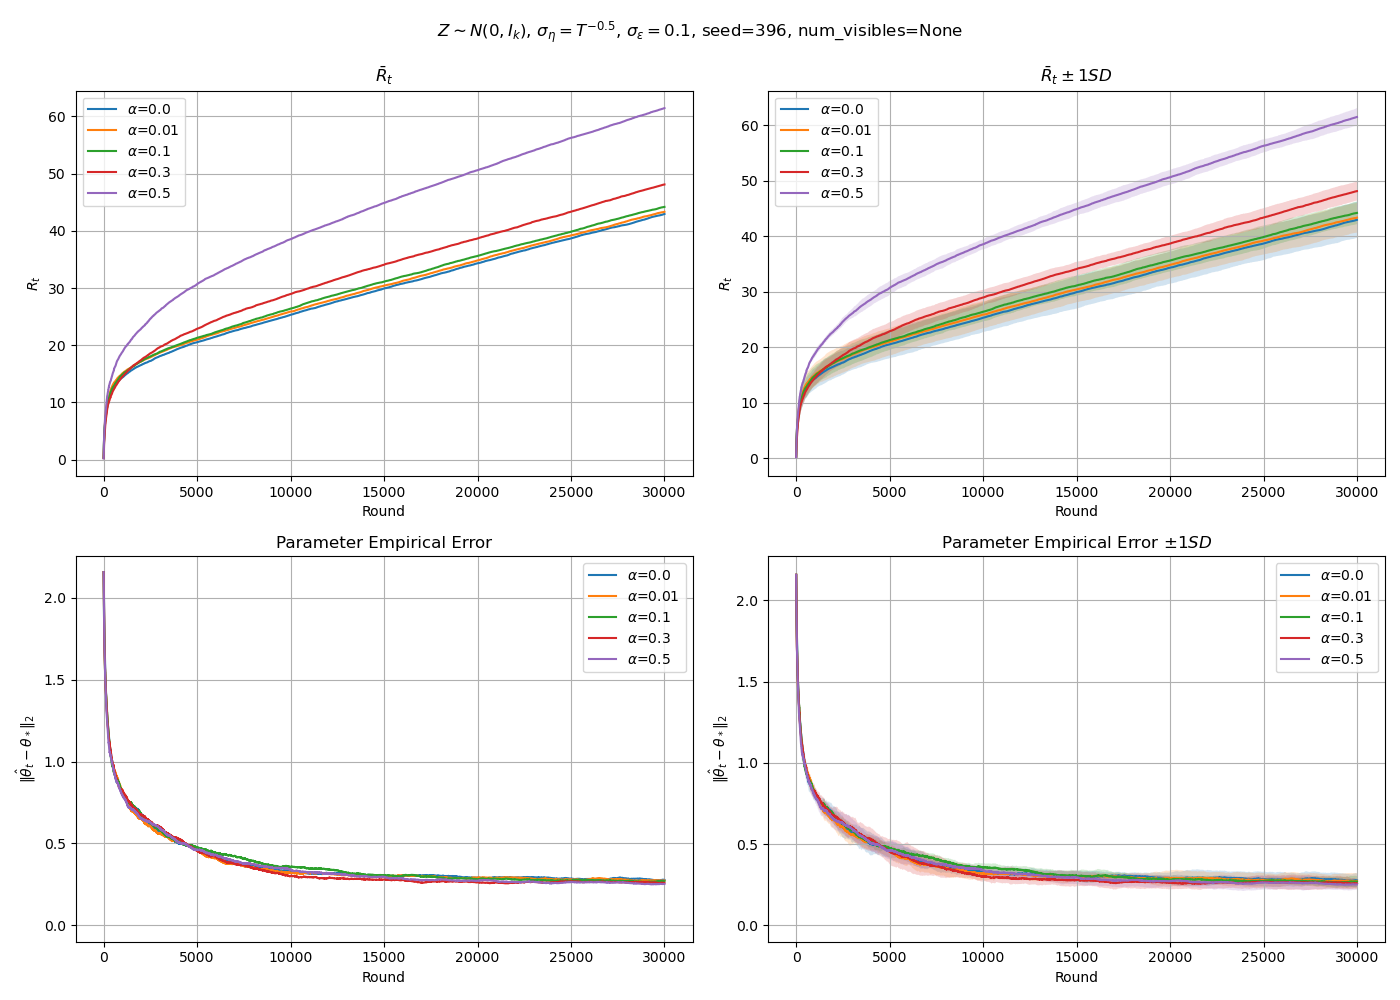 Z ~ N(0, I_k), σ_η = T^{−0.5}, σ_ε = 0.1, seed=396, num_visibles=None
R̄_t
α=0.0
α=0.01
α=0.1
α=0.3
α=0.5
R_t
60
50
40
30
20
10
0
0 5000 10000 15000 20000 25000 30000
Round
R̄_t ± 1SD
α=0.0
α=0.01
α=0.1
α=0.3
α=0.5
R_t
60
50
40
30
20
10
0
0 5000 10000 15000 20000 25000 30000
Round
Parameter Empirical Error
α=0.0
α=0.01
α=0.1
α=0.3
α=0.5
‖θ̂_t − θ_*‖_2
2.0
1.5
1.0
0.5
0.0
0 5000 10000 15000 20000 25000 30000
Round
Parameter Empirical Error ±1SD
α=0.0
α=0.01
α=0.1
α=0.3
α=0.5
‖θ̂_t − θ_*‖_2
2.0
1.5
1.0
0.5
0.0
0 5000 10000 15000 20000 25000 30000
Round